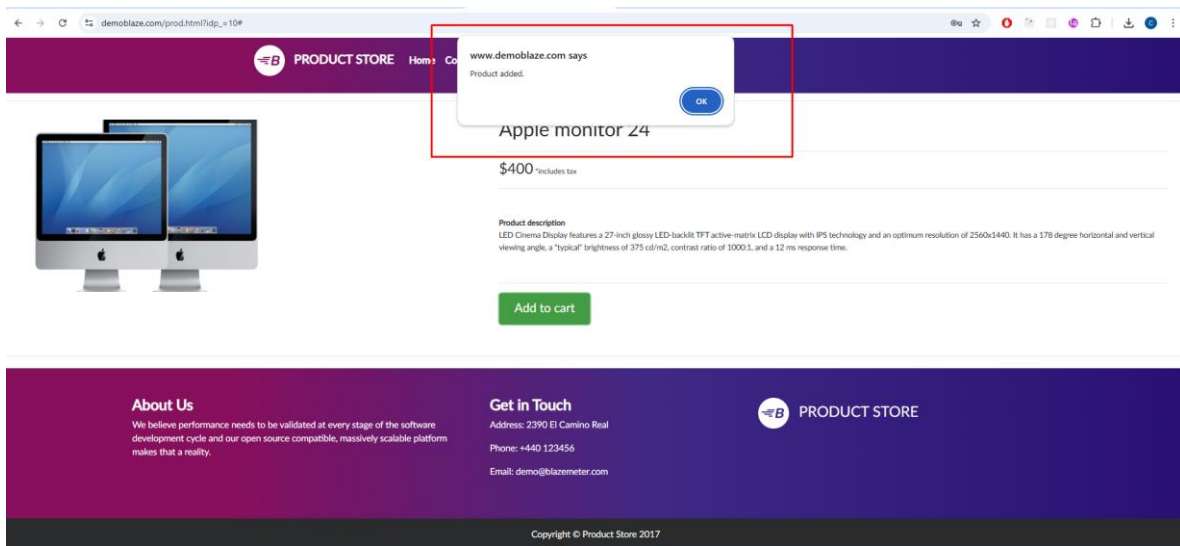 demoblaze.com/prod.html?idp_=10#
PRODUCT STORE Home Co
www.demoblaze.com says
Product added.
OK
Apple monitor 24
$400 *includes tax
Product description
LED Cinema Display features a 27-inch glossy LED-backlit TFT active-matrix LCD display with IPS technology and an optimum resolution of 2560x1440. It has a 178 degree horizontal and vertical
viewing angle, a "typical" brightness of 375 cd/m2, contrast ratio of 1000:1, and a 12 ms response time.
Add to cart
About Us
We believe performance needs to be validated at every stage of the software
development cycle and our open source compatible, massively scalable platform
makes that a reality.
Get in Touch
Address: 2390 El Camino Real
Phone: +440 123456
Email: demo@blazemeter.com
B PRODUCT STORE
Copyright © Product Store 2017